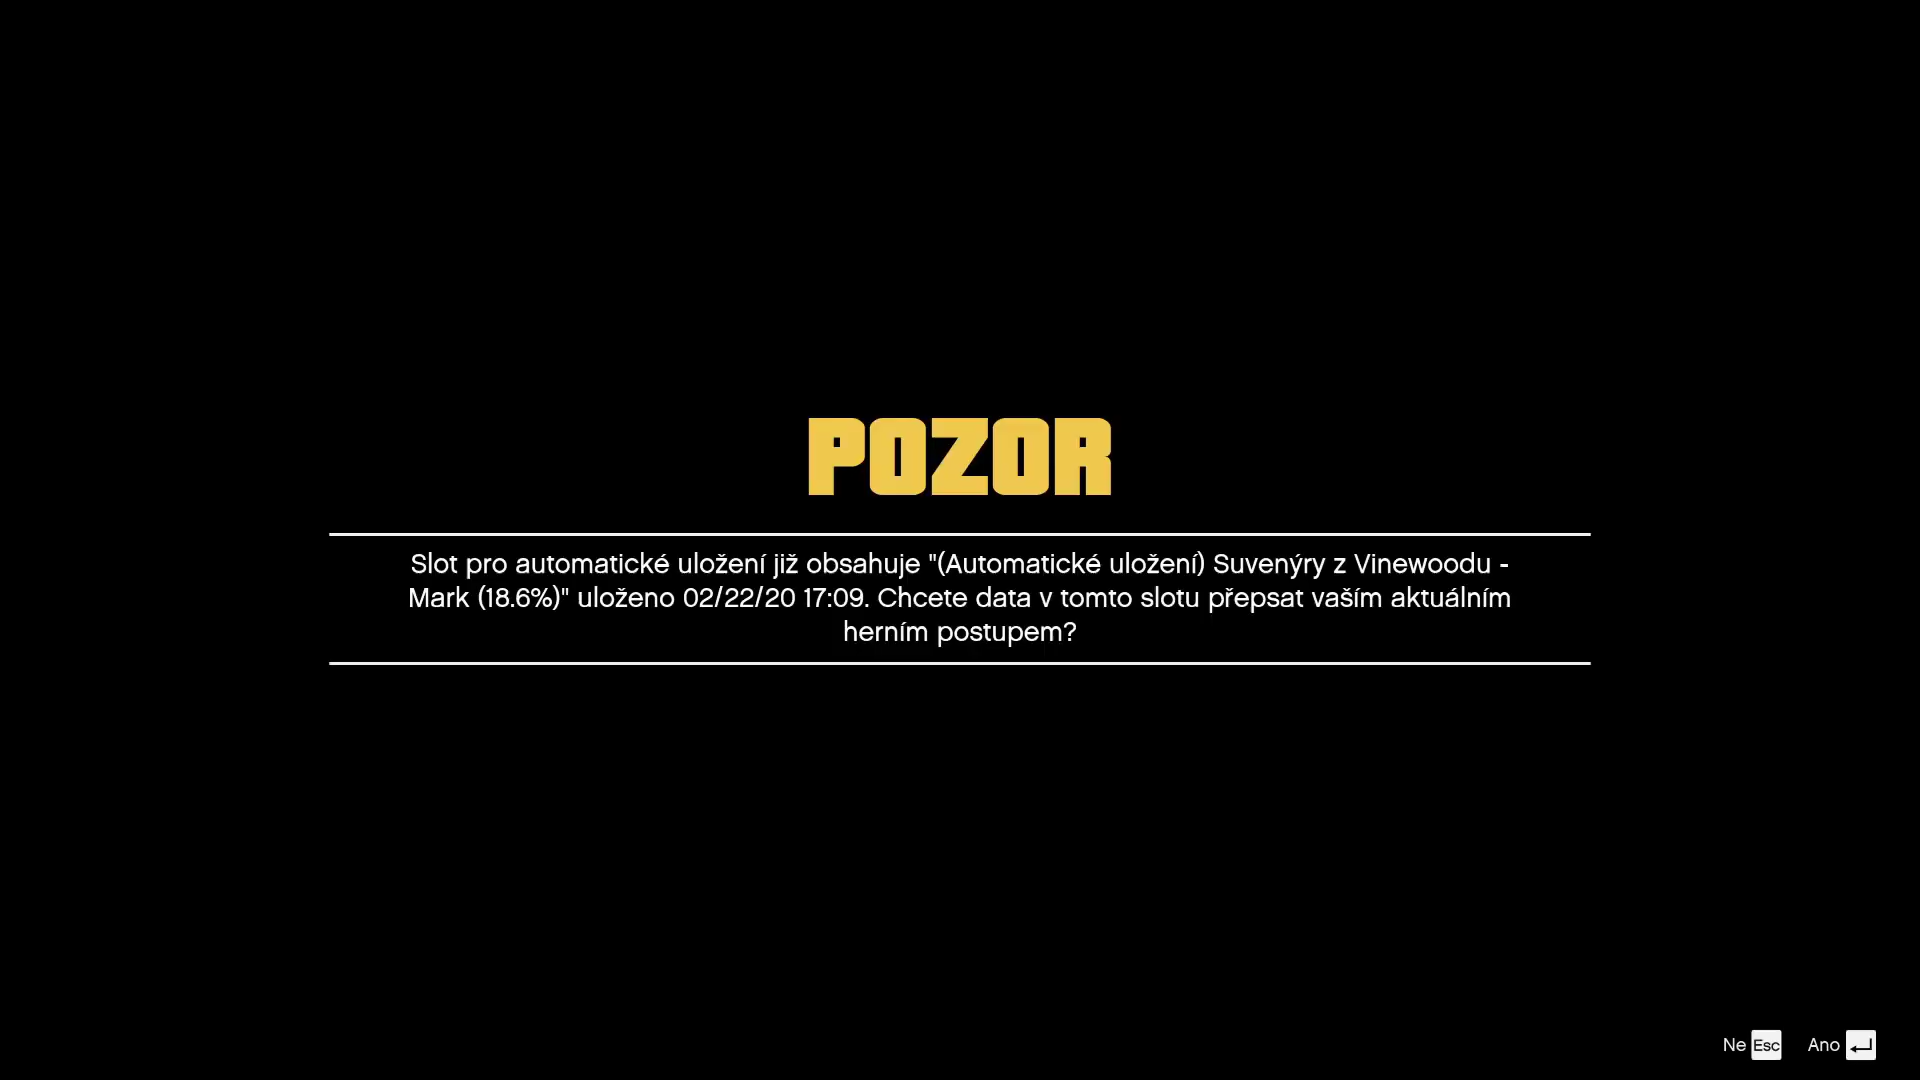 POZOR
Slot pro automatické uložení již obsahuje "(Automatické uložení) Suvenýry z Vinewoodu -
Mark (18.6%)" uloženo 02/22/20 17:09. Chcete data v tomto slotu přepsat vaším aktuálním
herním postupem?
Ne Esc Ano